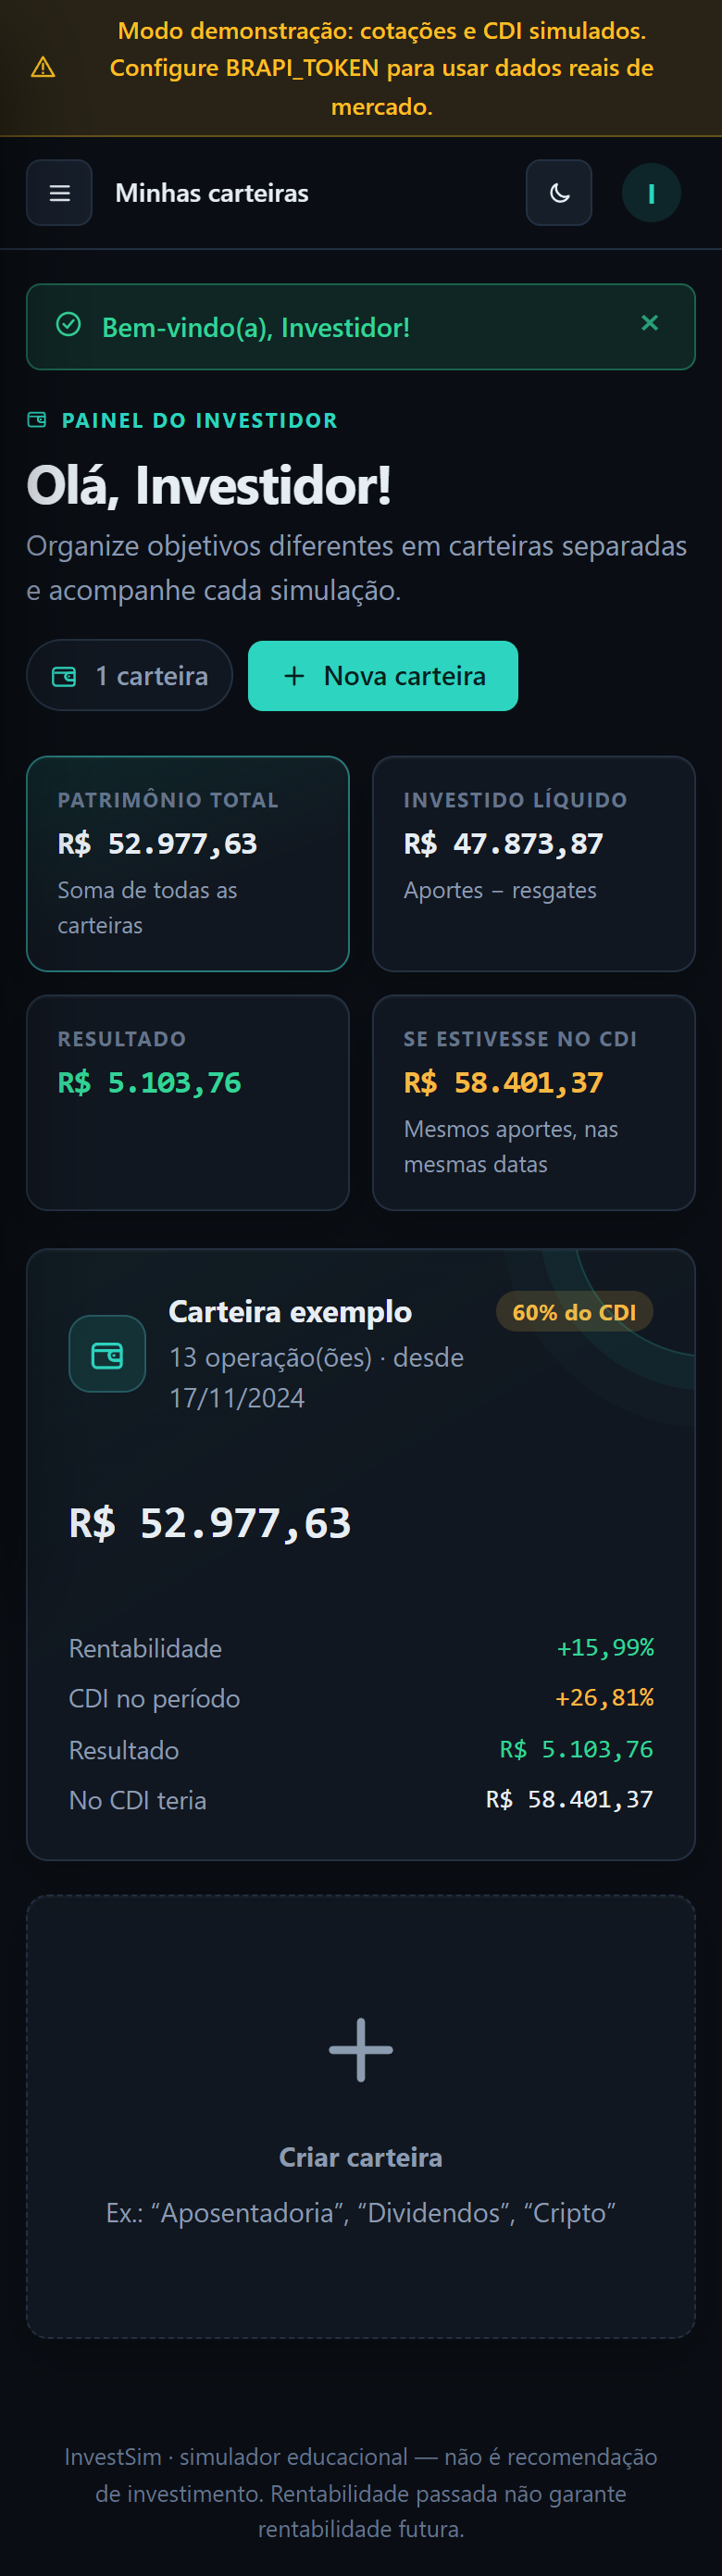 Modo demonstração: cotações e CDI simulados.
Configure BRAPI_TOKEN para usar dados reais de
mercado.
Minhas carteiras
I
Bem-vindo(a), Investidor!
PAINEL DO INVESTIDOR
Olá, Investidor!
Organize objetivos diferentes em carteiras separadas
e acompanhe cada simulação.
1 carteira
Nova carteira
PATRIMÔNIO TOTAL
R$ 52.977,63
Soma de todas as
carteiras
INVESTIDO LÍQUIDO
R$ 47.873,87
Aportes − resgates
RESULTADO
R$ 5.103,76
SE ESTIVESSE NO CDI
R$ 58.401,37
Mesmos aportes, nas
mesmas datas
Carteira exemplo
60% do CDI
13 operação(ões) · desde
17/11/2024
R$ 52.977,63
Rentabilidade +15,99%
CDI no período +26,81%
Resultado R$ 5.103,76
No CDI teria R$ 58.401,37
Criar carteira
Ex.: “Aposentadoria”, “Dividendos”, “Cripto”
InvestSim · simulador educacional — não é recomendação
de investimento. Rentabilidade passada não garante
rentabilidade futura.